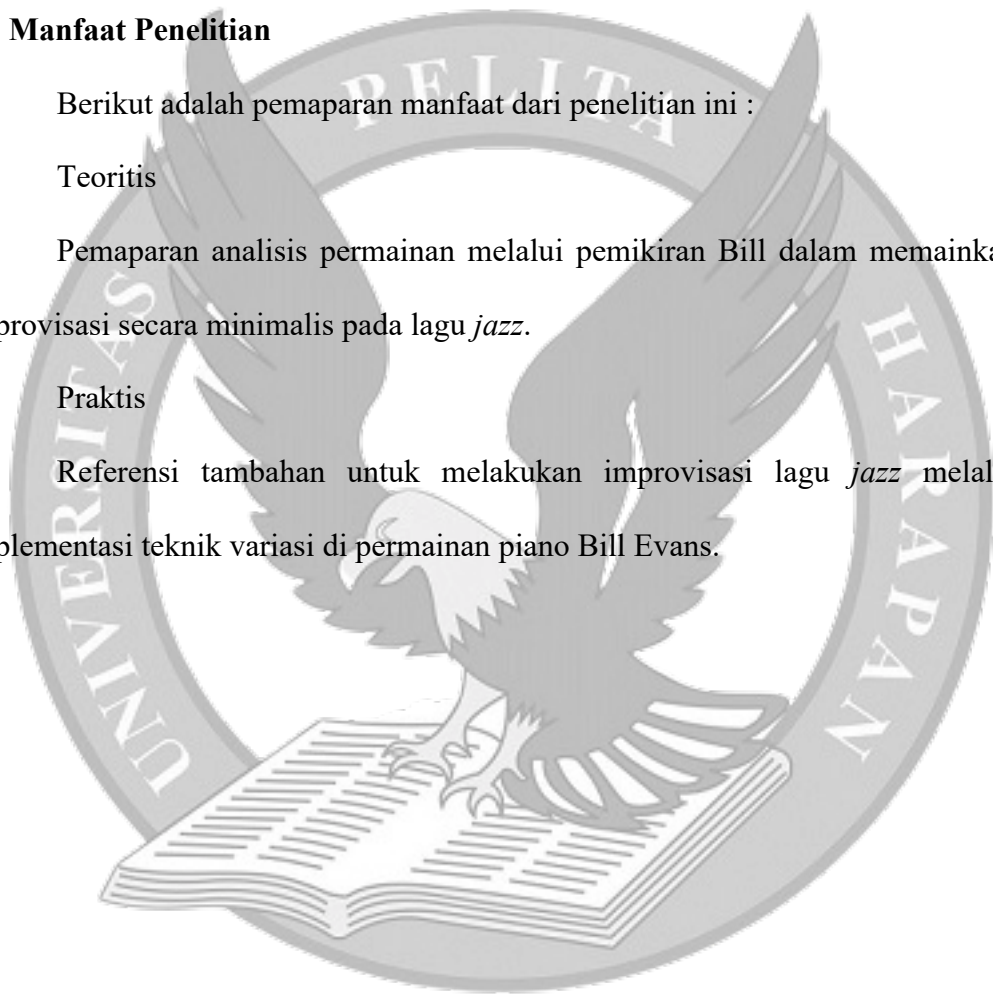 Manfaat Penelitian
Berikut adalah pemaparan manfaat dari penelitian ini :
Teoritis
Pemaparan analisis permainan melalui pemikiran Bill dalam memainka
provisasi secara minimalis pada lagu jazz.
Praktis
Referensi tambahan untuk melakukan improvisasi lagu jazz melal
plementasi teknik variasi di permainan piano Bill Evans.
UNIVERSITAS PELITA HARAPAN